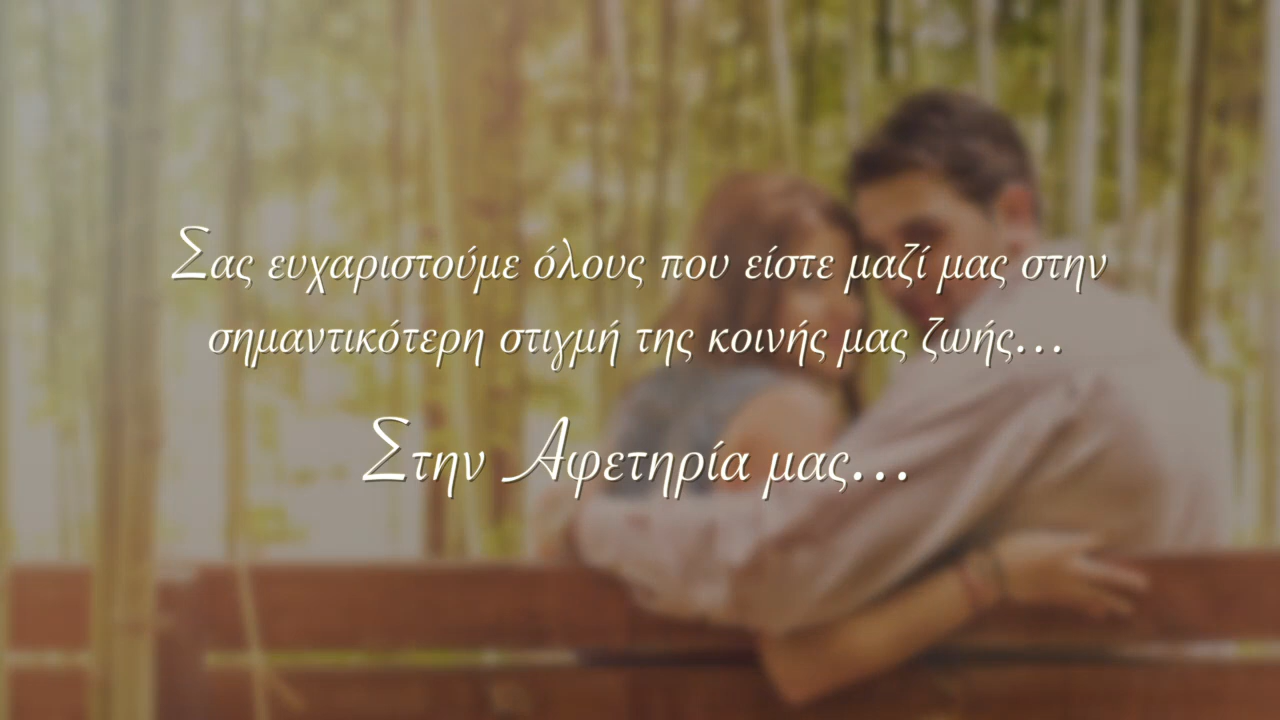 Σας ευχαριστούμε όλους που είστε μαζί μας στην
σημαντικότερη στιγμή της κοινής μας ζωής...
Στην Αφετηρία μας...